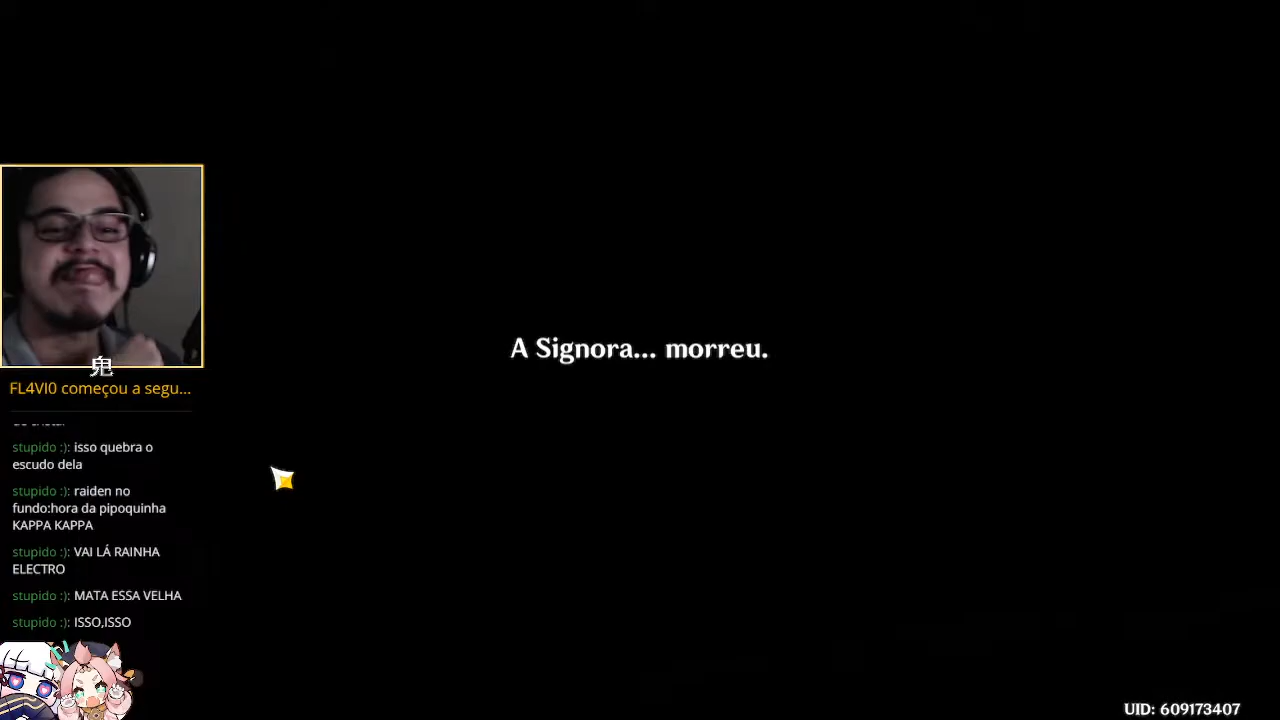 A Signora... morreu.
鬼
FL4VI0 começou a segu...
stupido :): isso quebra o
escudo dela
stupido :): raiden no
fundo:hora da pipoquinha
KAPPA KAPPA
stupido :): VAI LÁ RAINHA
ELECTRO
stupido :): MATA ESSA VELHA
stupido :): ISSO,ISSO
UID: 609173407